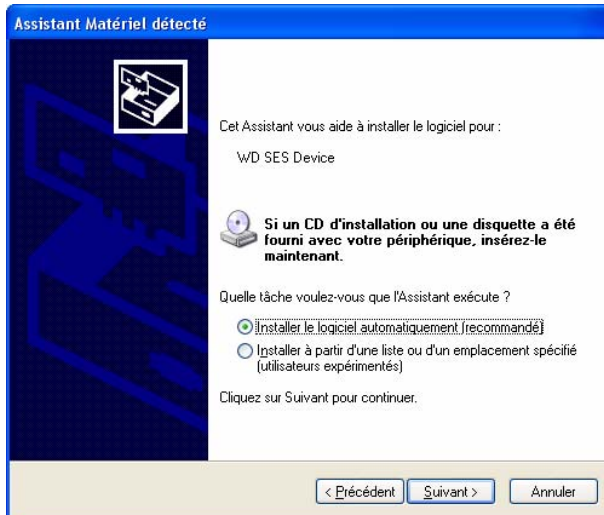 Assistant Matériel détecté
Cet Assistant vous aide à installer le logiciel pour :
WD SES Device
Si un CD d'installation ou une disquette a été
fourni avec votre périphérique, insérez-le
maintenant.
Quelle tâche voulez-vous que l'Assistant exécute ?
Installer le logiciel automatiquement (recommandé)
Installer à partir d'une liste ou d'un emplacement spécifié
(utilisateurs expérimentés)
Cliquez sur Suivant pour continuer.
< Précédent Suivant > Annuler